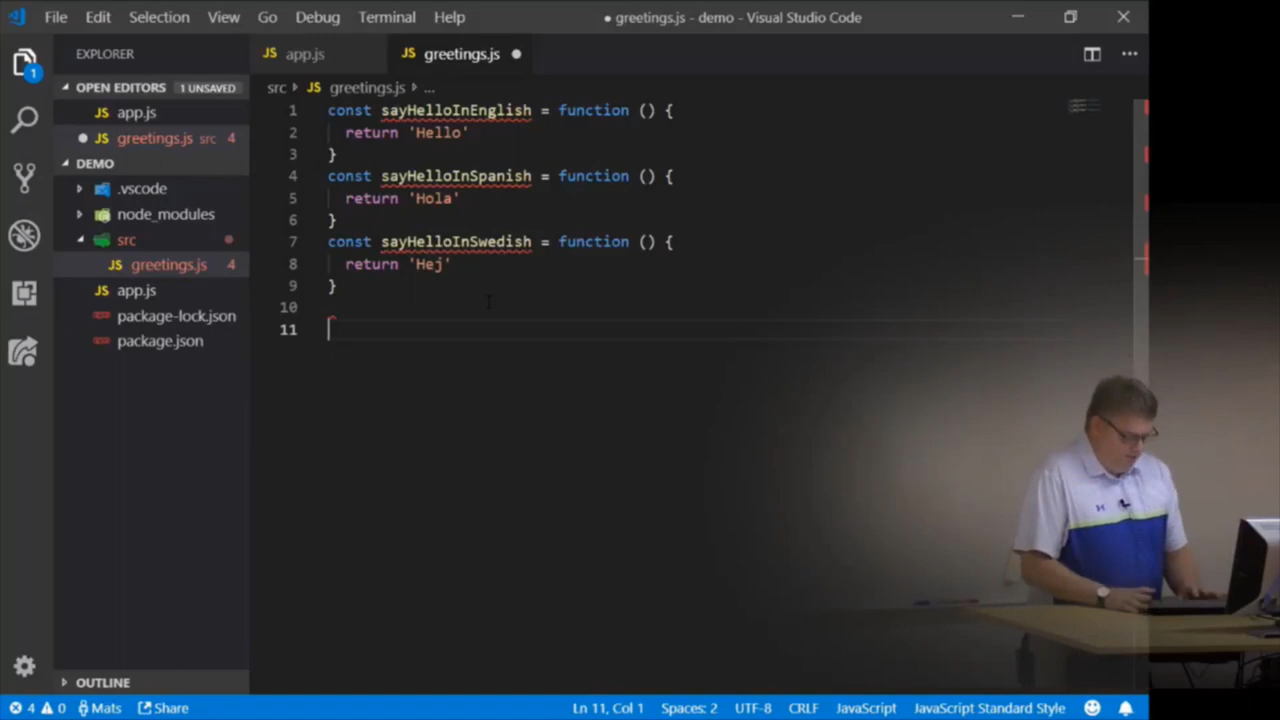 File Edit Selection View Go Debug Terminal Help
● greetings.js - demo - Visual Studio Code
EXPLORER
JS app.js
JS greetings.js ●
1
OPEN EDITORS 1 UNSAVED
JS app.js
● JS greetings.js src 4
DEMO
.vscode
node_modules
src
JS greetings.js 4
JS app.js
package-lock.json
package.json
OUTLINE
src JS greetings.js ...
1 const sayHelloInEnglish = function () {
2 return 'Hello'
3 }
4 const sayHelloInSpanish = function () {
5 return 'Hola'
6 }
7 const sayHelloInSwedish = function () {
8 return 'Hej'
9 }
10
11
4 0 Mats Share
Ln 11, Col 1 Spaces: 2 UTF-8 CRLF JavaScript JavaScript Standard Style